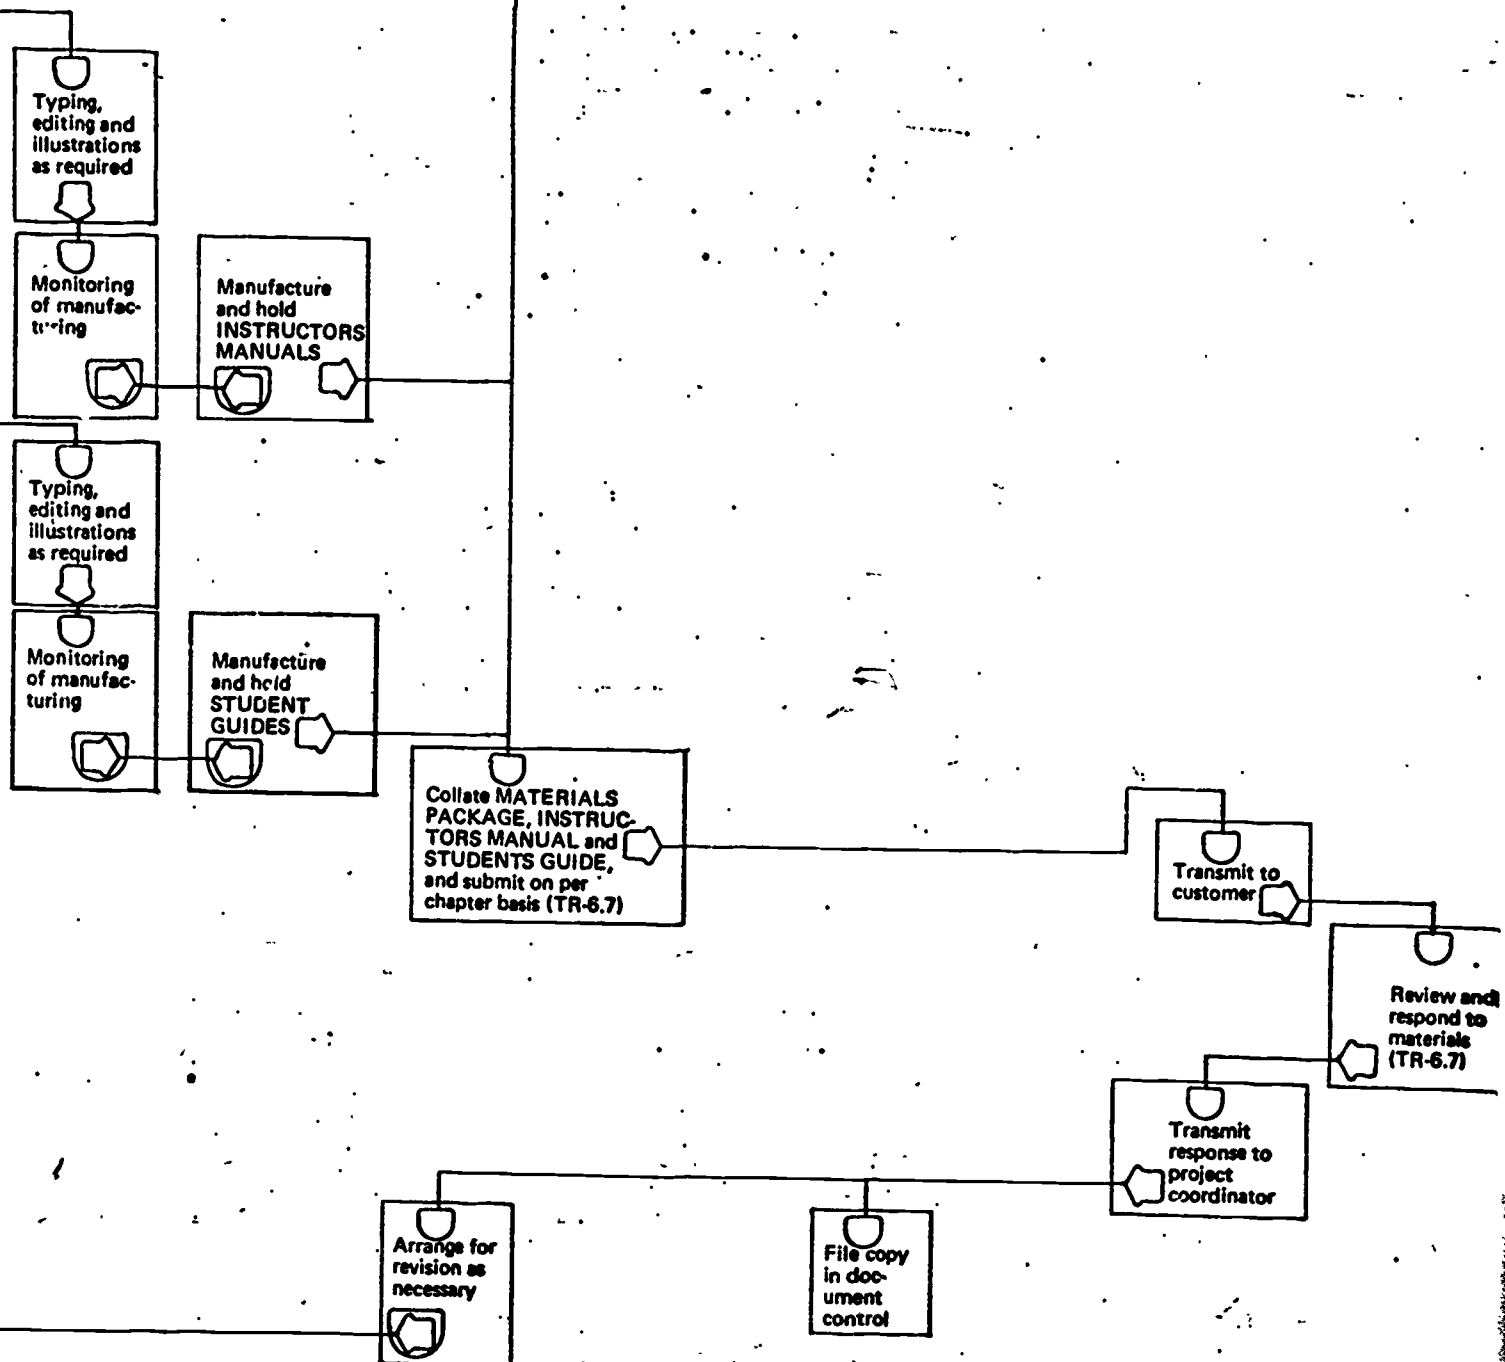 Typing,
editing and
illustrations
as required
Monitoring
of manufac-
turing
Manufacture
and hold
INSTRUCTORS
MANUALS
Typing,
editing and
illustrations
as required
Monitoring
of manufac-
turing
Manufacture
and hold
STUDENT
GUIDES
Collate MATERIALS
PACKAGE, INSTRUC-
TORS MANUAL and
STUDENTS GUIDE,
and submit on per
chapter basis (TR-6.7)
Transmit to
customer
Review and
respond to
materials
(TR-6.7)
Transmit
response to
project
coordinator
Arrange for
revision as
necessary
File copy
in doc-
ument
control